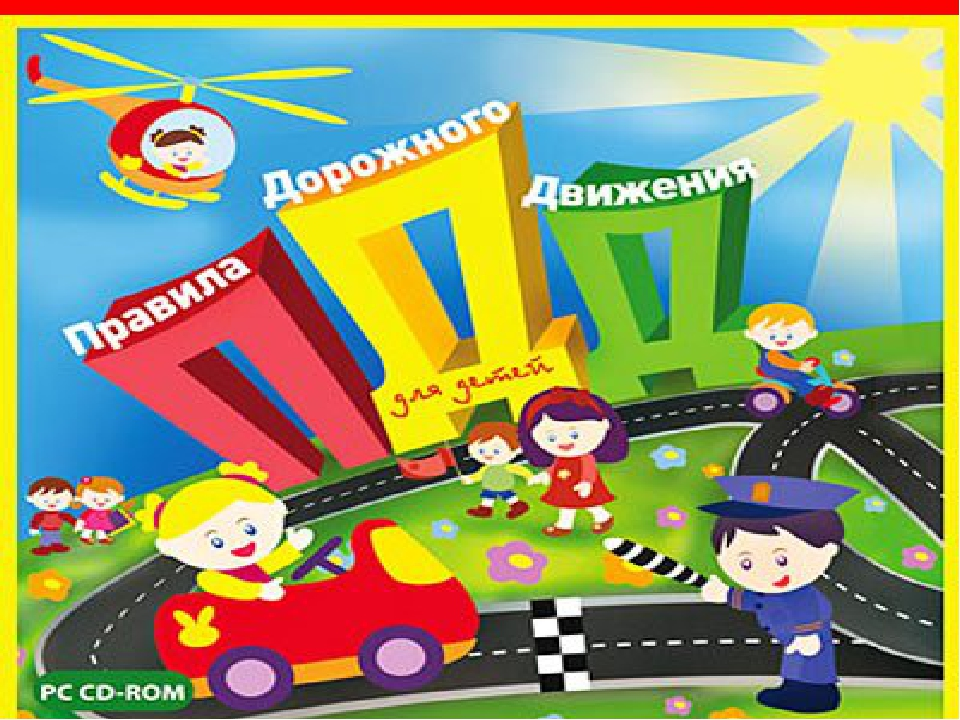 Правила
Дорожного
Движения
ПДД
для детей
PC CD-ROM